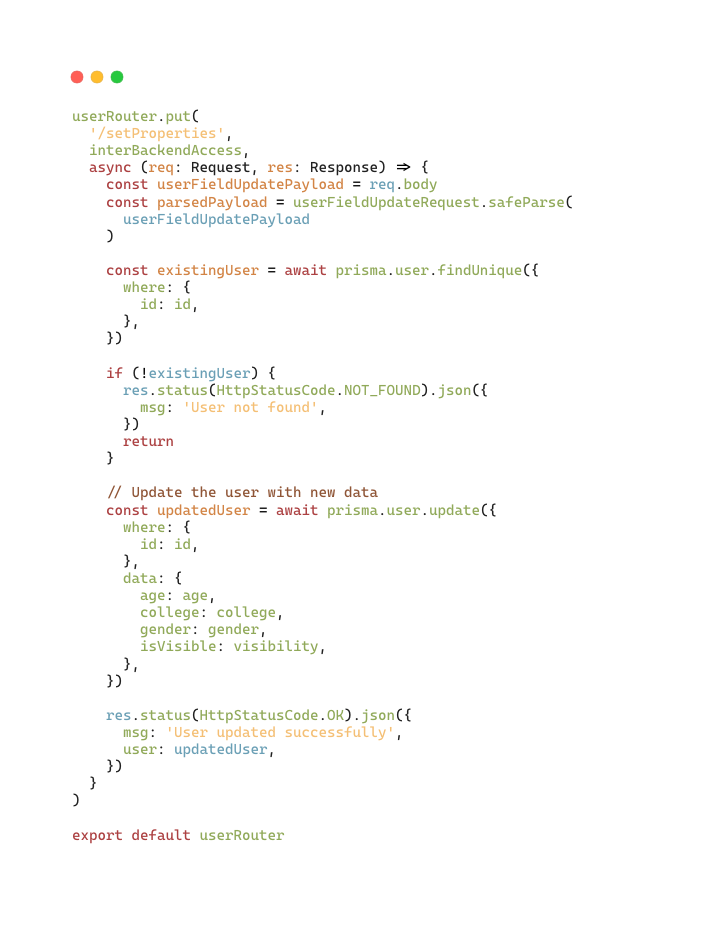 userRouter.put(
  '/setProperties',
  interBackendAccess,
  async (req: Request, res: Response) => {
    const userFieldUpdatePayload = req.body
    const parsedPayload = userFieldUpdateRequest.safeParse(
      userFieldUpdatePayload
    )

    const existingUser = await prisma.user.findUnique({
      where: {
        id: id,
      },
    })

    if (!existingUser) {
      res.status(HttpStatusCode.NOT_FOUND).json({
        msg: 'User not found',
      })
      return
    }

    // Update the user with new data
    const updatedUser = await prisma.user.update({
      where: {
        id: id,
      },
      data: {
        age: age,
        college: college,
        gender: gender,
        isVisible: visibility,
      },
    })

    res.status(HttpStatusCode.OK).json({
      msg: 'User updated successfully',
      user: updatedUser,
    })
  }
)

export default userRouter